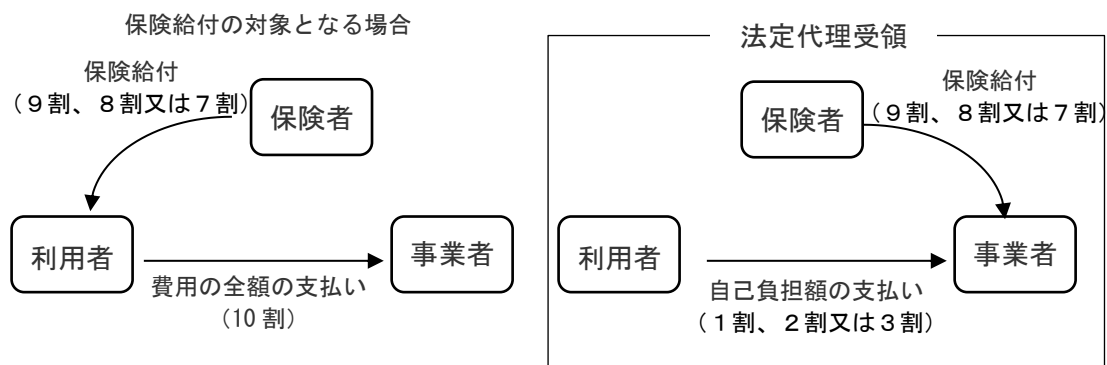 保険給付の対象となる場合
保険給付
（９割、８割又は７割）
保険者
利用者
事業者
費用の全額の支払い
（10 割）
法定代理受領
保険給付
（９割、８割又は７割）
保険者
利用者
事業者
自己負担額の支払い
（１割、２割又は３割）